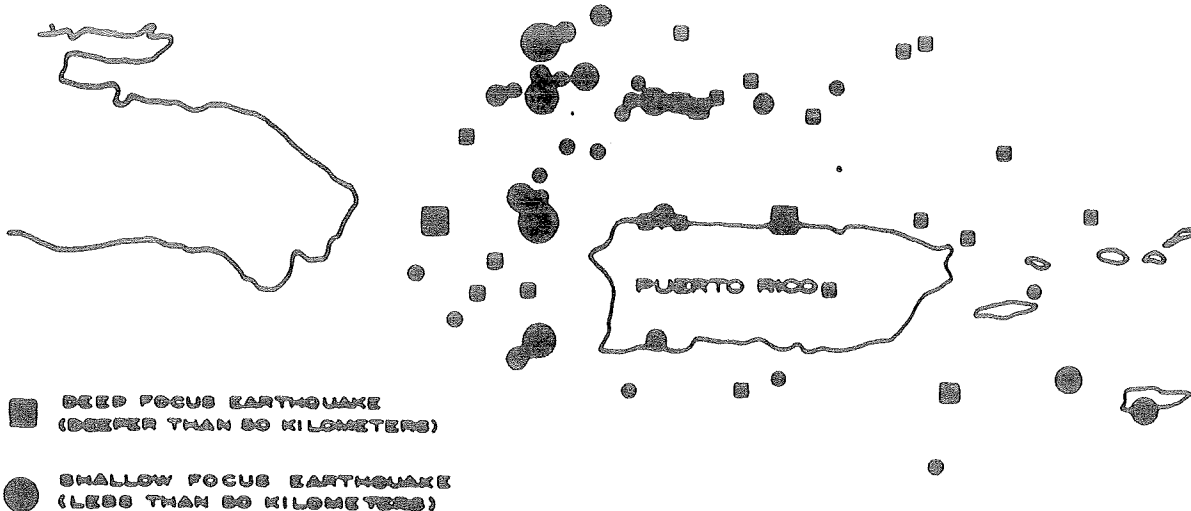 PUERTO RICO
DEEP FOCUS EARTHQUAKE
(DEEPER THAN 50 KILOMETERS)
SHALLOW FOCUS EARTHQUAKE
(LESS THAN 50 KILOMETERS)